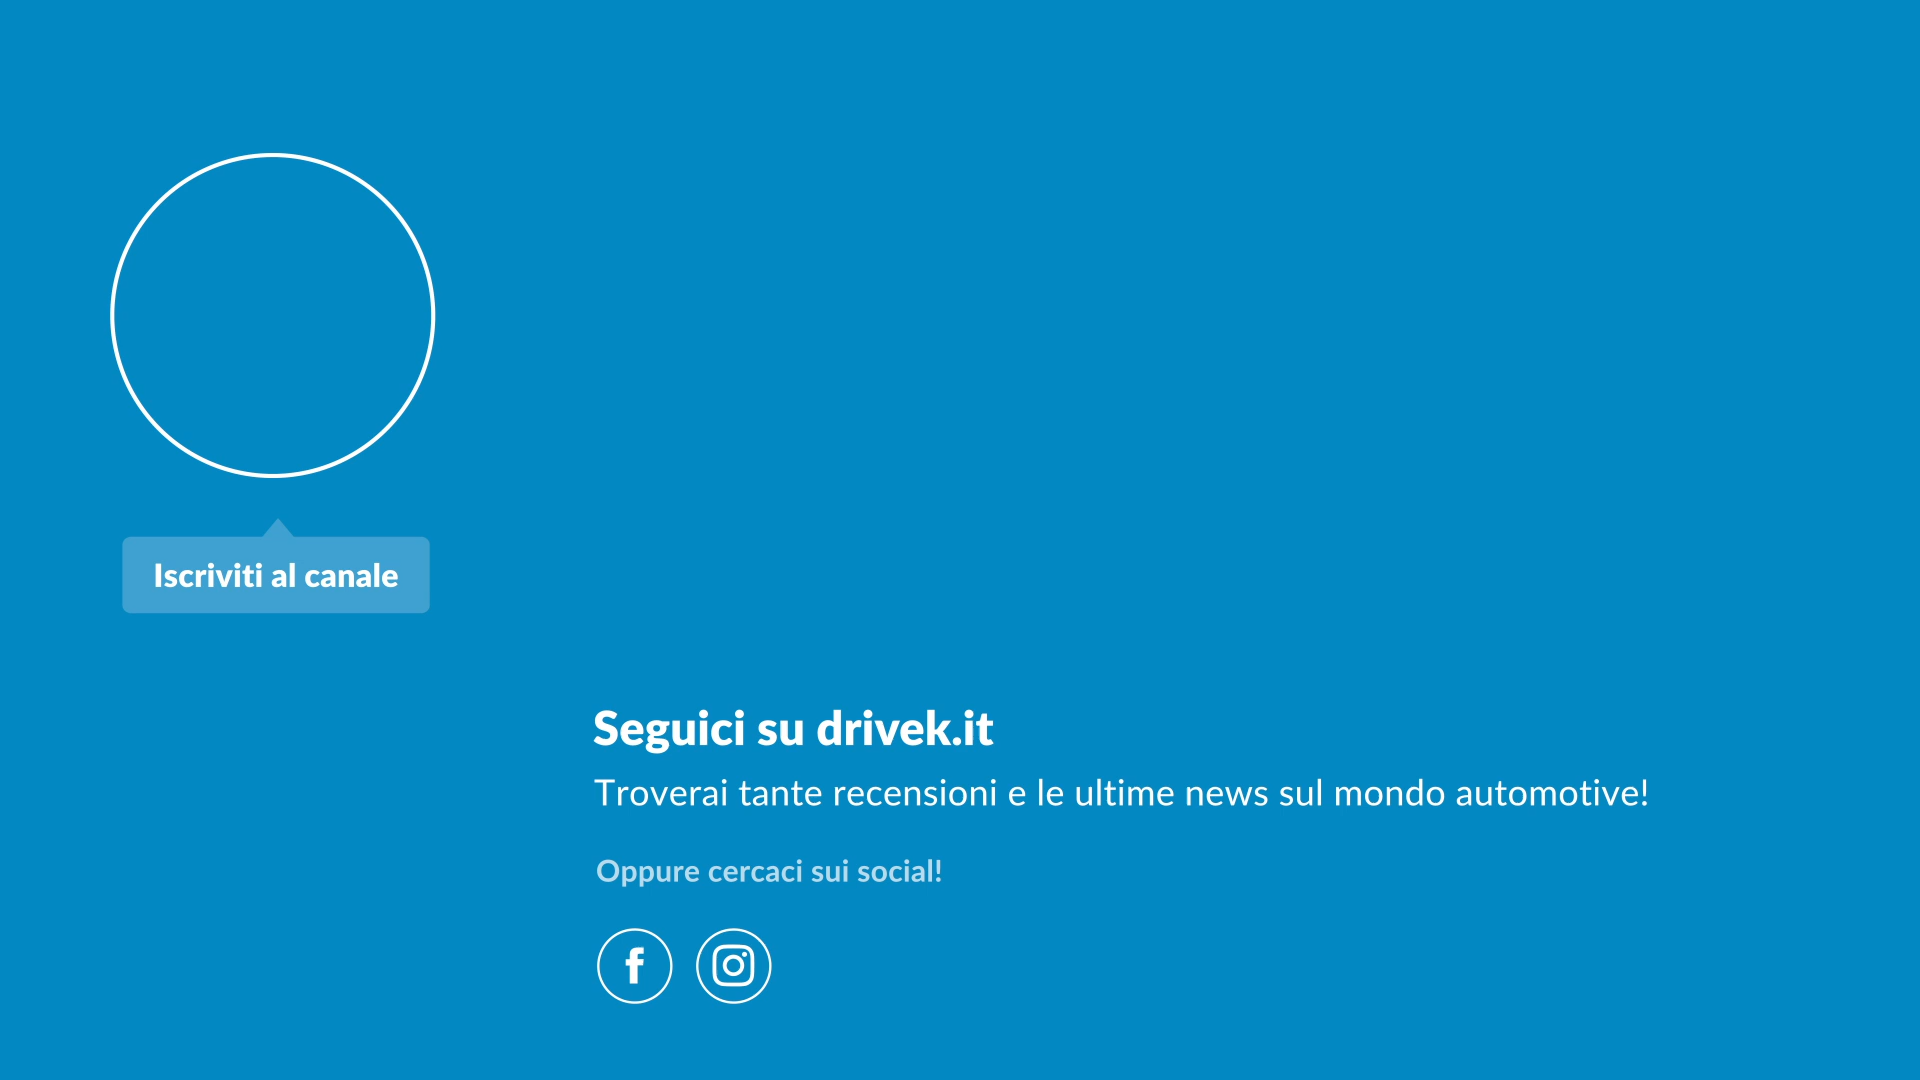 Iscriviti al canale
Seguici su drivek.it
Troverai tante recensioni e le ultime news sul mondo automotive!
Oppure cercaci sui social!